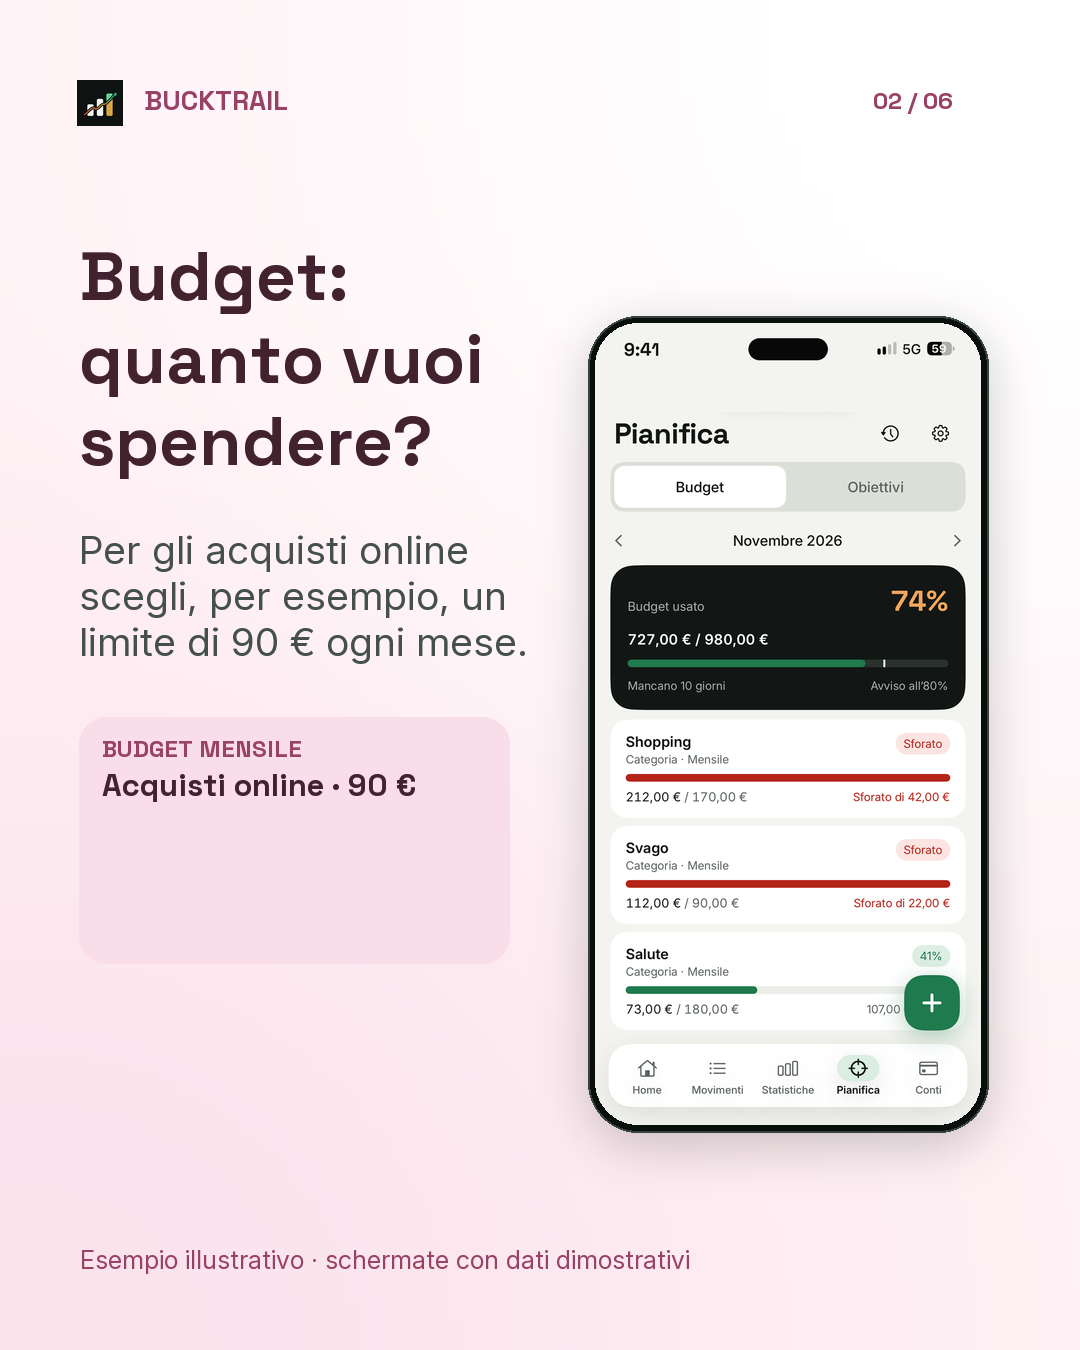 BUCKTRAIL
02 / 06
Budget:
quanto vuoi
spendere?
Per gli acquisti online
scegli, per esempio, un
limite di 90 € ogni mese.
BUDGET MENSILE
Acquisti online · 90 €
9:41
5G 59
Pianifica
Budget
Obiettivi
Novembre 2026
Budget usato
74%
727,00 € / 980,00 €
Mancano 10 giorni
Avviso all'80%
Shopping
Sforato
Categoria · Mensile
212,00 € / 170,00 €
Sforato di 42,00 €
Svago
Sforato
Categoria · Mensile
112,00 € / 90,00 €
Sforato di 22,00 €
Salute
41%
Categoria · Mensile
73,00 € / 180,00 €
107,00
Home
Movimenti
Statistiche
Pianifica
Conti
Esempio illustrativo · schermate con dati dimostrativi